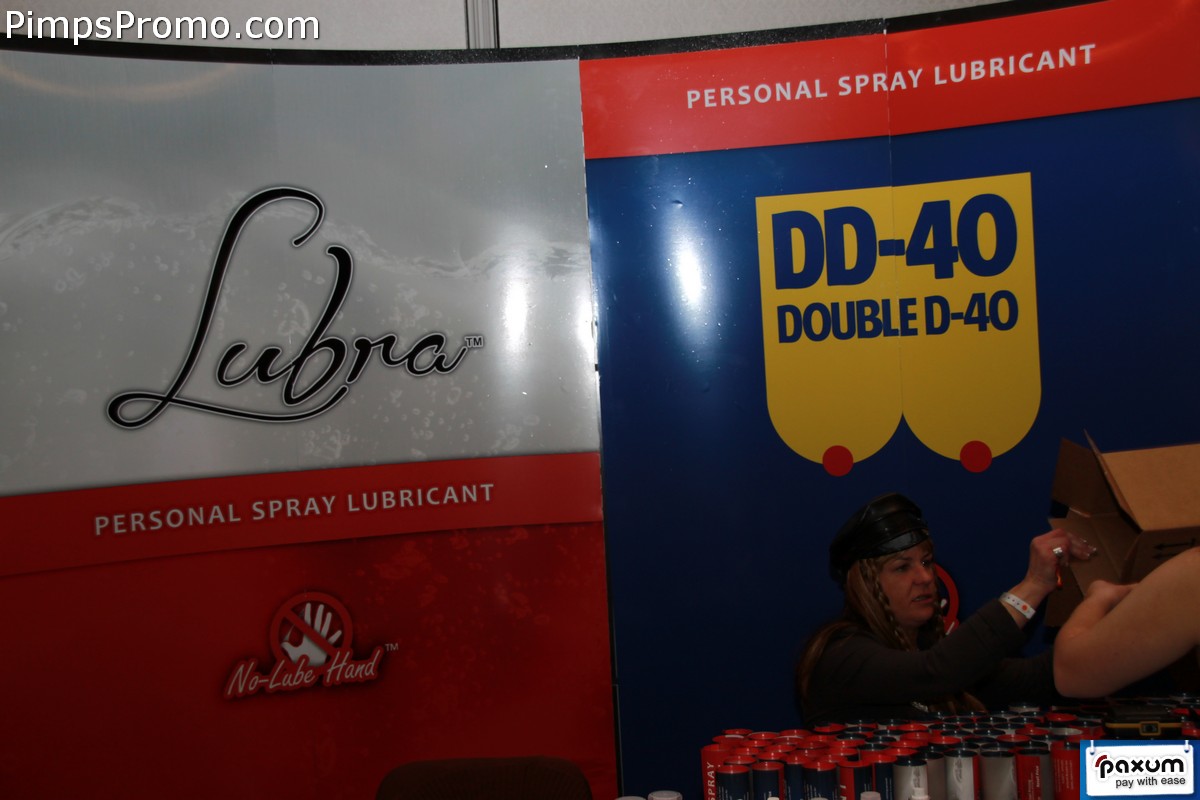 PimpsPromo.com
PERSONAL SPRAY LUBRICANT
DD-40
DOUBLE D-40
Lubra™
PERSONAL SPRAY LUBRICANT
No-Lube Hand™
SPRAY
paxum
pay with ease